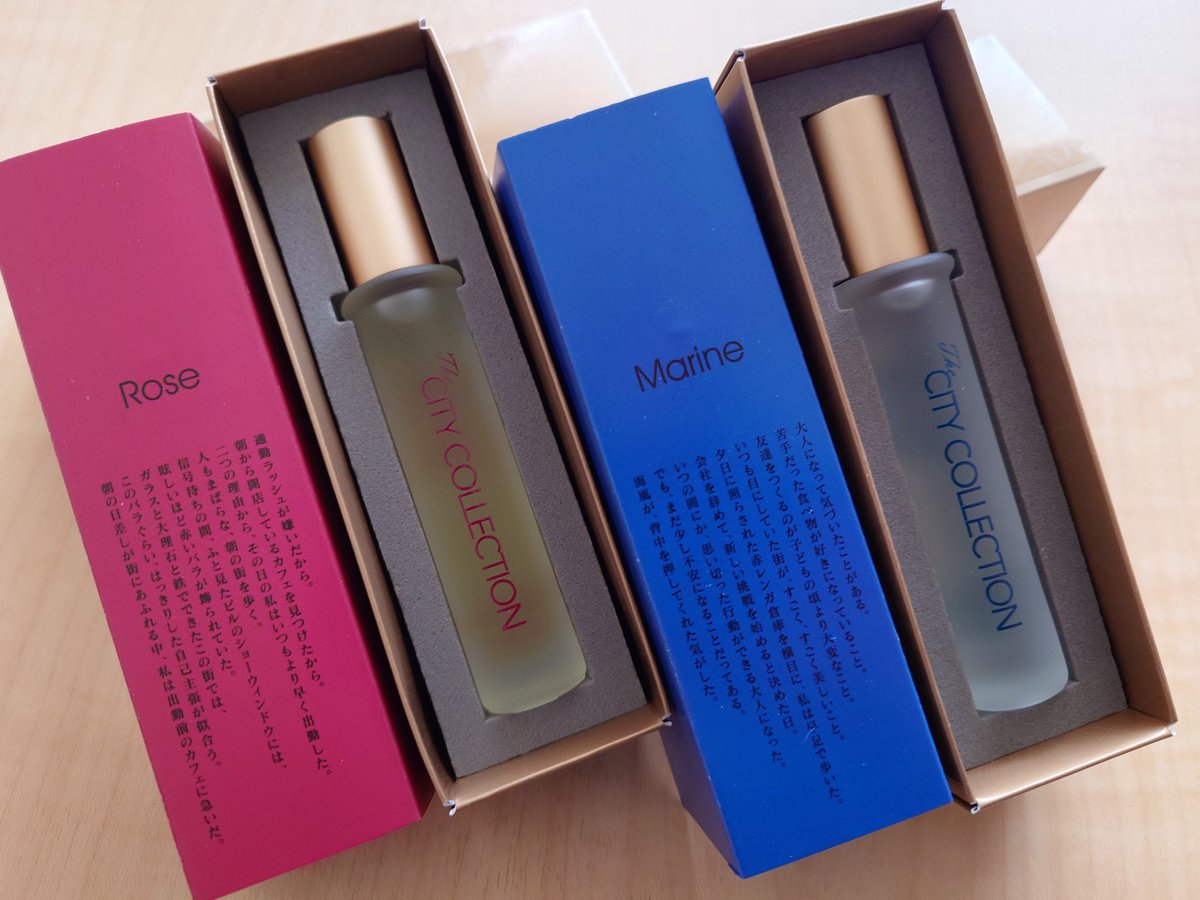 Rose
通勤ラッシュが嫌いだから。
朝から開店しているカフェを見つけたから。
二つの理由から、その日の私はいつもより早く出勤した。
人もまばらな、朝の街を歩く。
信号待ちの間、ふと見たビルのショーウィンドウには、
眩しいほど赤いバラが飾られていた。
ガラスと大理石と鉄でできたこの街では、
このバラぐらい、はっきりした自己主張が似合う。
朝の日差しが街にあふれる中、私は出勤前のカフェに急いだ。
The
CITY COLLECTION
Marine
大人になって気づいたことがある。
苦手だった食べ物が好きになっていること。
友達をつくるのが子どもの頃より大変なこと。
いつも目にしていた街が、すごく、すごく美しいこと。
夕日に照らされた赤レンガ倉庫を横目に、私は早足で歩いた。
会社を辞めて、新しい挑戦を始めると決めた日。
いつの間にか、思い切った行動ができる大人になった。
でも、まだ少し不安になることだってある。
海風が、背中を押してくれた気がした。
The
CITY COLLECTION